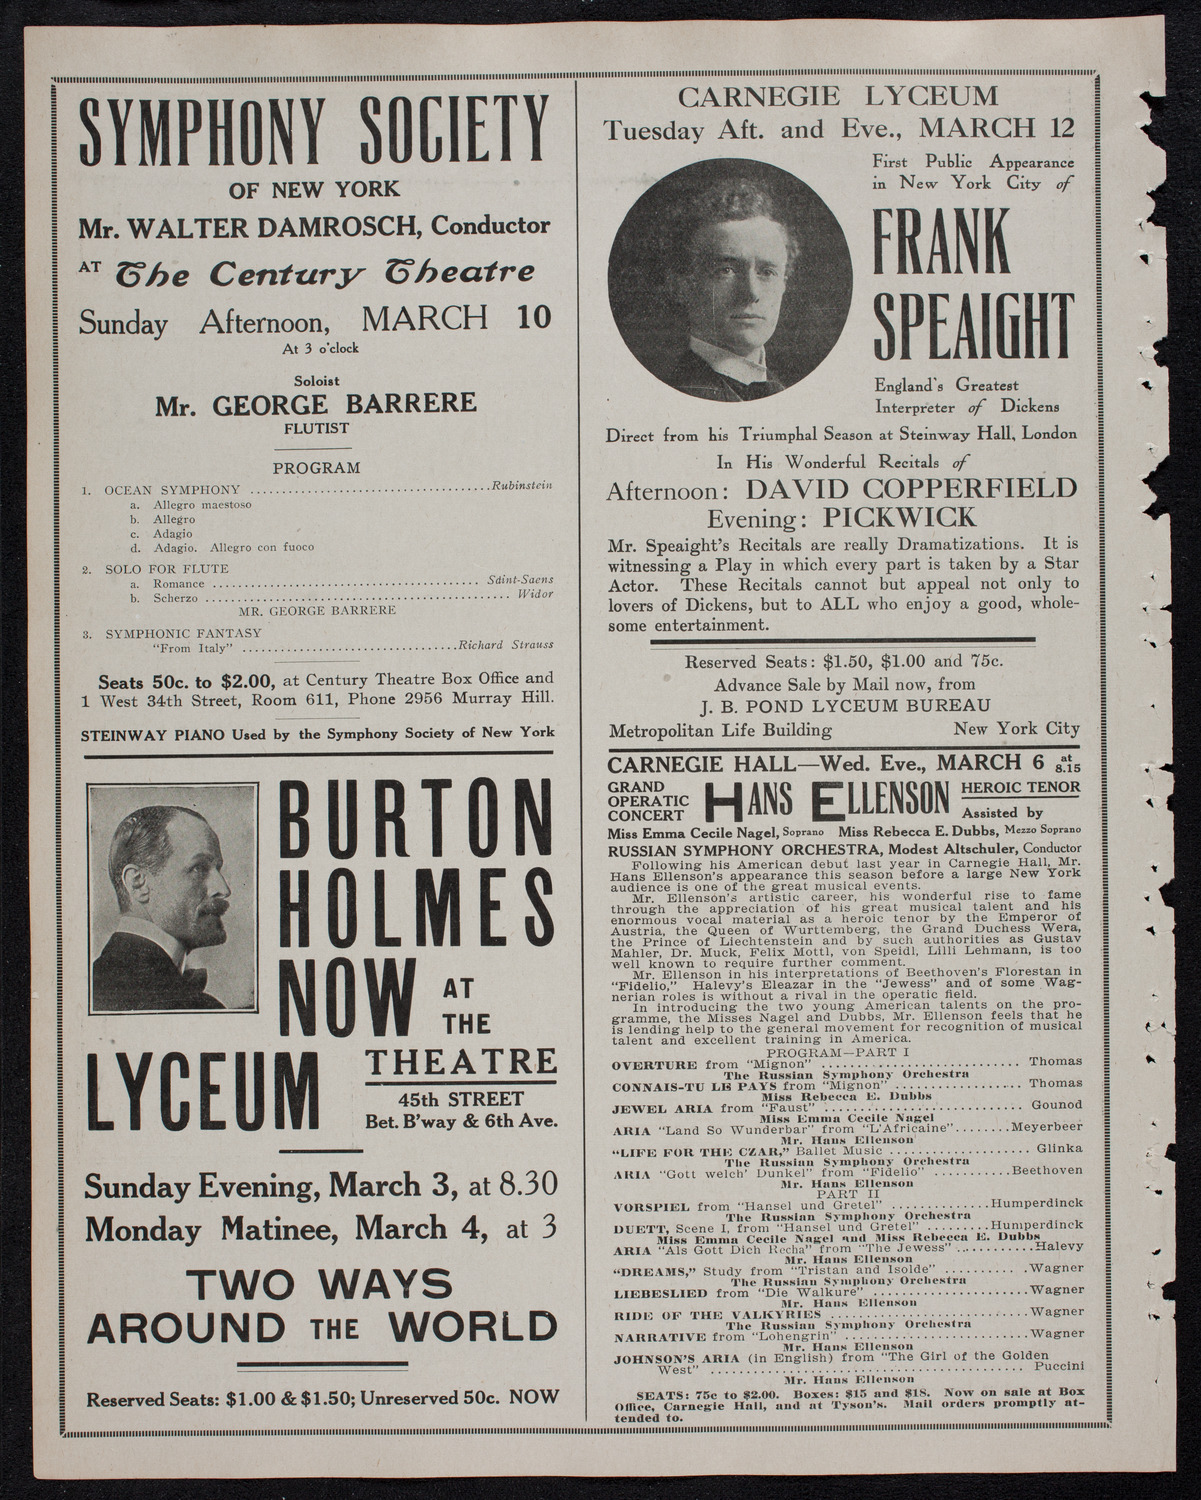 SYMPHONY SOCIETY
OF NEW YORK
Mr. WALTER DAMROSCH, Conductor
AT The Century Theatre
Sunday Afternoon, MARCH 10
At 3 o'clock
Soloist
Mr. GEORGE BARRERE
FLUTIST
PROGRAM
1. OCEAN SYMPHONY ........................................Rubinstein
a. Allegro maestoso
b. Allegro
c. Adagio
d. Adagio. Allegro con fuoco
2. SOLO FOR FLUTE
a. Romance ........................................ Saint-Saens
b. Scherzo ........................................ Widor
MR. GEORGE BARRERE
3. SYMPHONIC FANTASY
"From Italy" ................................Richard Strauss
Seats 50c. to $2.00, at Century Theatre Box Office and
1 West 34th Street, Room 611, Phone 2956 Murray Hill.
STEINWAY PIANO Used by the Symphony Society of New York
BURTON
HOLMES
NOW AT THE
LYCEUM THEATRE
45th STREET
Bet. B'way & 6th Ave.
Sunday Evening, March 3, at 8.30
Monday Matinee, March 4, at 3
TWO WAYS
AROUND THE WORLD
Reserved Seats: $1.00 & $1.50; Unreserved 50c. NOW
CARNEGIE LYCEUM
Tuesday Aft. and Eve., MARCH 12
First Public Appearance
in New York City of
FRANK
SPEAIGHT
England's Greatest
Interpreter of Dickens
Direct from his Triumphal Season at Steinway Hall, London
In His Wonderful Recitals of
Afternoon: DAVID COPPERFIELD
Evening: PICKWICK
Mr. Speaight's Recitals are really Dramatizations. It is
witnessing a Play in which every part is taken by a Star
Actor. These Recitals cannot but appeal not only to
lovers of Dickens, but to ALL who enjoy a good, whole-
some entertainment.
Reserved Seats: $1.50, $1.00 and 75c.
Advance Sale by Mail now, from
J. B. POND LYCEUM BUREAU
Metropolitan Life Building New York City
CARNEGIE HALL—Wed. Eve., MARCH 6 at 8.15
GRAND OPERATIC CONCERT HANS ELLENSON HEROIC TENOR
Assisted by
Miss Emma Cecile Nagel, Soprano Miss Rebecca E. Dubbs, Mezzo Soprano
RUSSIAN SYMPHONY ORCHESTRA, Modest Altschuler, Conductor
Following his American debut last year in Carnegie Hall, Mr.
Hans Ellenson's appearance this season before a large New York
audience is one of the great musical events.
Mr. Ellenson's artistic career, his wonderful rise to fame
through the appreciation of his great musical talent and his
enormous vocal material as a heroic tenor by the Emperor of
Austria, the Queen of Wurttemberg, the Grand Duchess Wera,
the Prince of Liechtenstein and by such authorities as Gustav
Mahler, Dr. Muck, Felix Mottl, von Speidl, Lilli Lehmann, is too
well known to require further comment.
Mr. Ellenson in his interpretations of Beethoven's Florestan in
"Fidelio," Halevy's Eleazar in the "Jewess" and of some Wag-
nerian roles is without a rival in the operatic field.
In introducing the two young American talents on the pro-
gramme, the Misses Nagel and Dubbs, Mr. Ellenson feels that he
is lending help to the general movement for recognition of musical
talent and excellent training in America.
PROGRAM—PART I
OVERTURE from "Mignon" .......................... Thomas
The Russian Symphony Orchestra
CONNAIS-TU LE PAYS from "Mignon" .................. Thomas
Miss Rebecca E. Dubbs
JEWEL ARIA from "Faust" .......................... Gounod
Miss Emma Cecile Nagel
ARIA "Land So Wunderbar" from "L'Africaine"........Meyerbeer
Mr. Hans Ellenson
"LIFE FOR THE CZAR," Ballet Music .................. Glinka
The Russian Symphony Orchestra
ARIA "Gott welch' Dunkel" from "Fidelio" ...........Beethoven
Mr. Hans Ellenson
PART II
VORSPIEL from "Hansel und Gretel" ..............Humperdinck
The Russian Symphony Orchestra
DUETT, Scene I, from "Hansel und Gretel" .........Humperdinck
Miss Emma Cecile Nagel and Miss Rebecca E. Dubbs
ARIA "Als Gott Dich Recha" from "The Jewess" ...........Halevy
Mr. Hans Ellenson
"DREAMS," Study from "Tristan and Isolde" ...........Wagner
The Russian Symphony Orchestra
LIEBESLIED from "Die Walkure" ......................Wagner
Mr. Hans Ellenson
RIDE OF THE VALKYRIES ..........................Wagner
The Russian Symphony Orchestra
NARRATIVE from "Lohengrin" ........................Wagner
Mr. Hans Ellenson
JOHNSON'S ARIA (in English) from "The Girl of the Golden
West" ........................................ Puccini
Mr. Hans Ellenson
SEATS: 75c to $2.00. Boxes: $15 and $18. Now on sale at Box
Office, Carnegie Hall, and at Tyson's. Mail orders promptly at-
tended to.